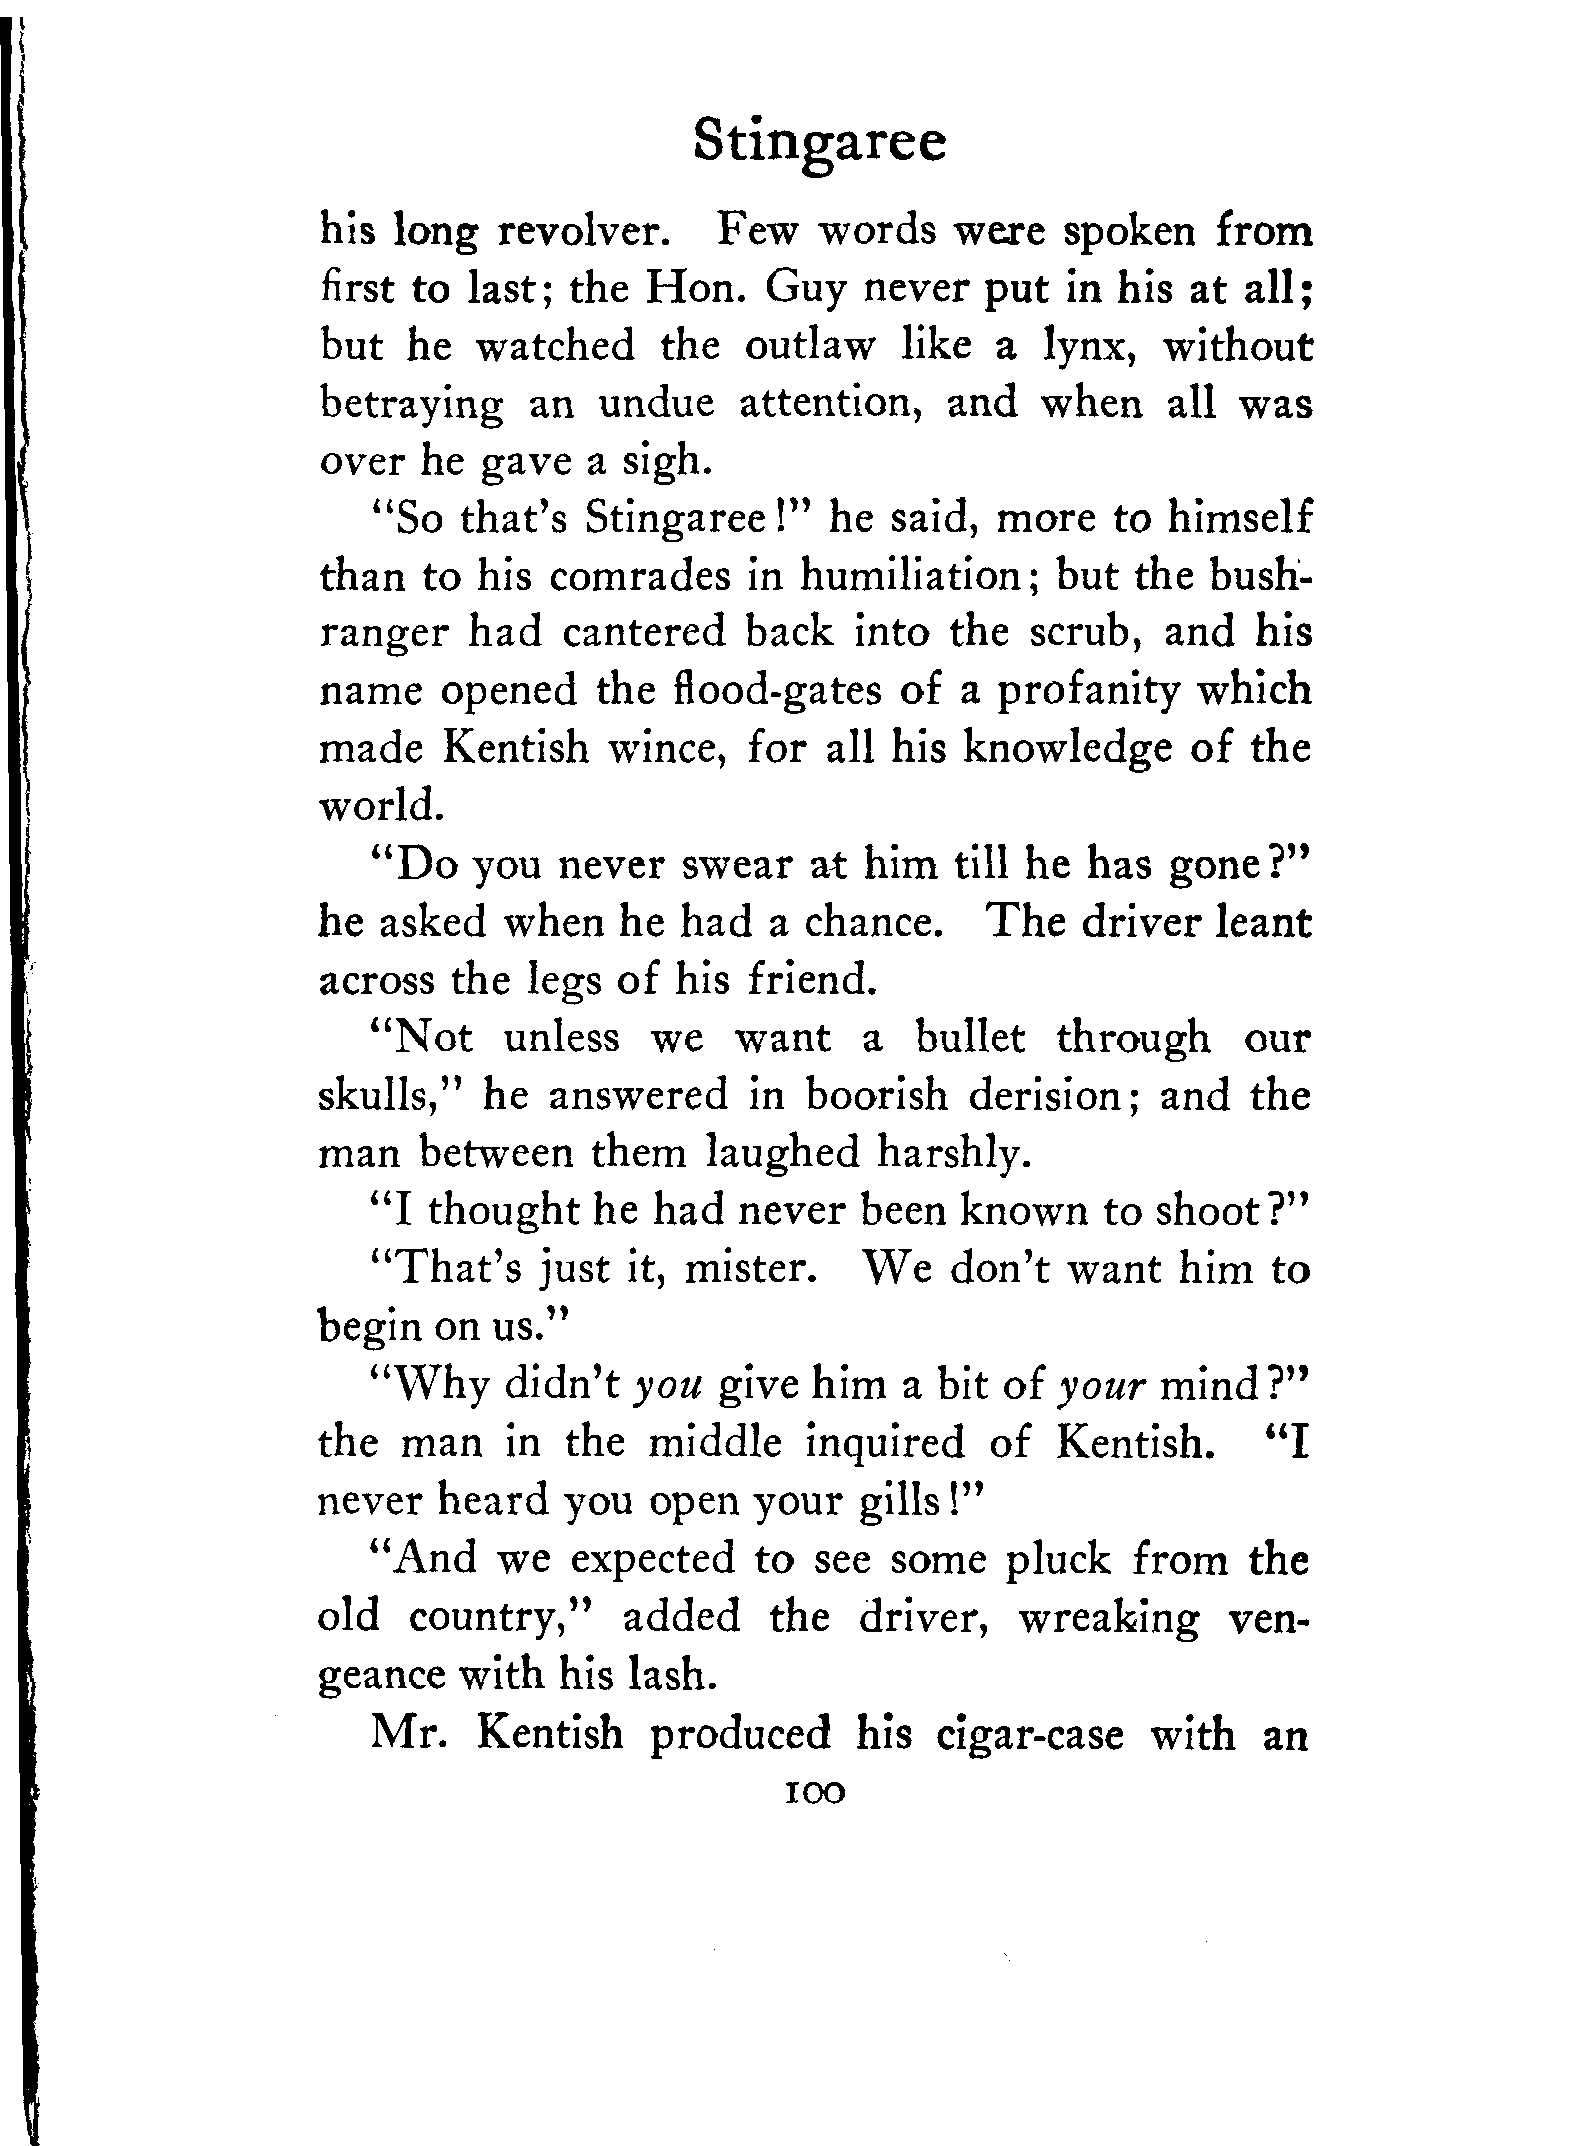 Stingaree
his long revolver. Few words were spoken from
first to last; the Hon. Guy never put in his at all;
but he watched the outlaw like a lynx, without
betraying an undue attention, and when all was
over he gave a sigh.
"So that's Stingaree!" he said, more to himself
than to his comrades in humiliation; but the bush-
ranger had cantered back into the scrub, and his
name opened the flood-gates of a profanity which
made Kentish wince, for all his knowledge of the
world.
"Do you never swear at him till he has gone?"
he asked when he had a chance. The driver leant
across the legs of his friend.
"Not unless we want a bullet through our
skulls," he answered in boorish derision; and the
man between them laughed harshly.
"I thought he had never been known to shoot?"
"That's just it, mister. We don't want him to
begin on us."
"Why didn't you give him a bit of your mind?"
the man in the middle inquired of Kentish. "I
never heard you open your gills!"
"And we expected to see some pluck from the
old country," added the driver, wreaking ven-
geance with his lash.
Mr. Kentish produced his cigar-case with an
100